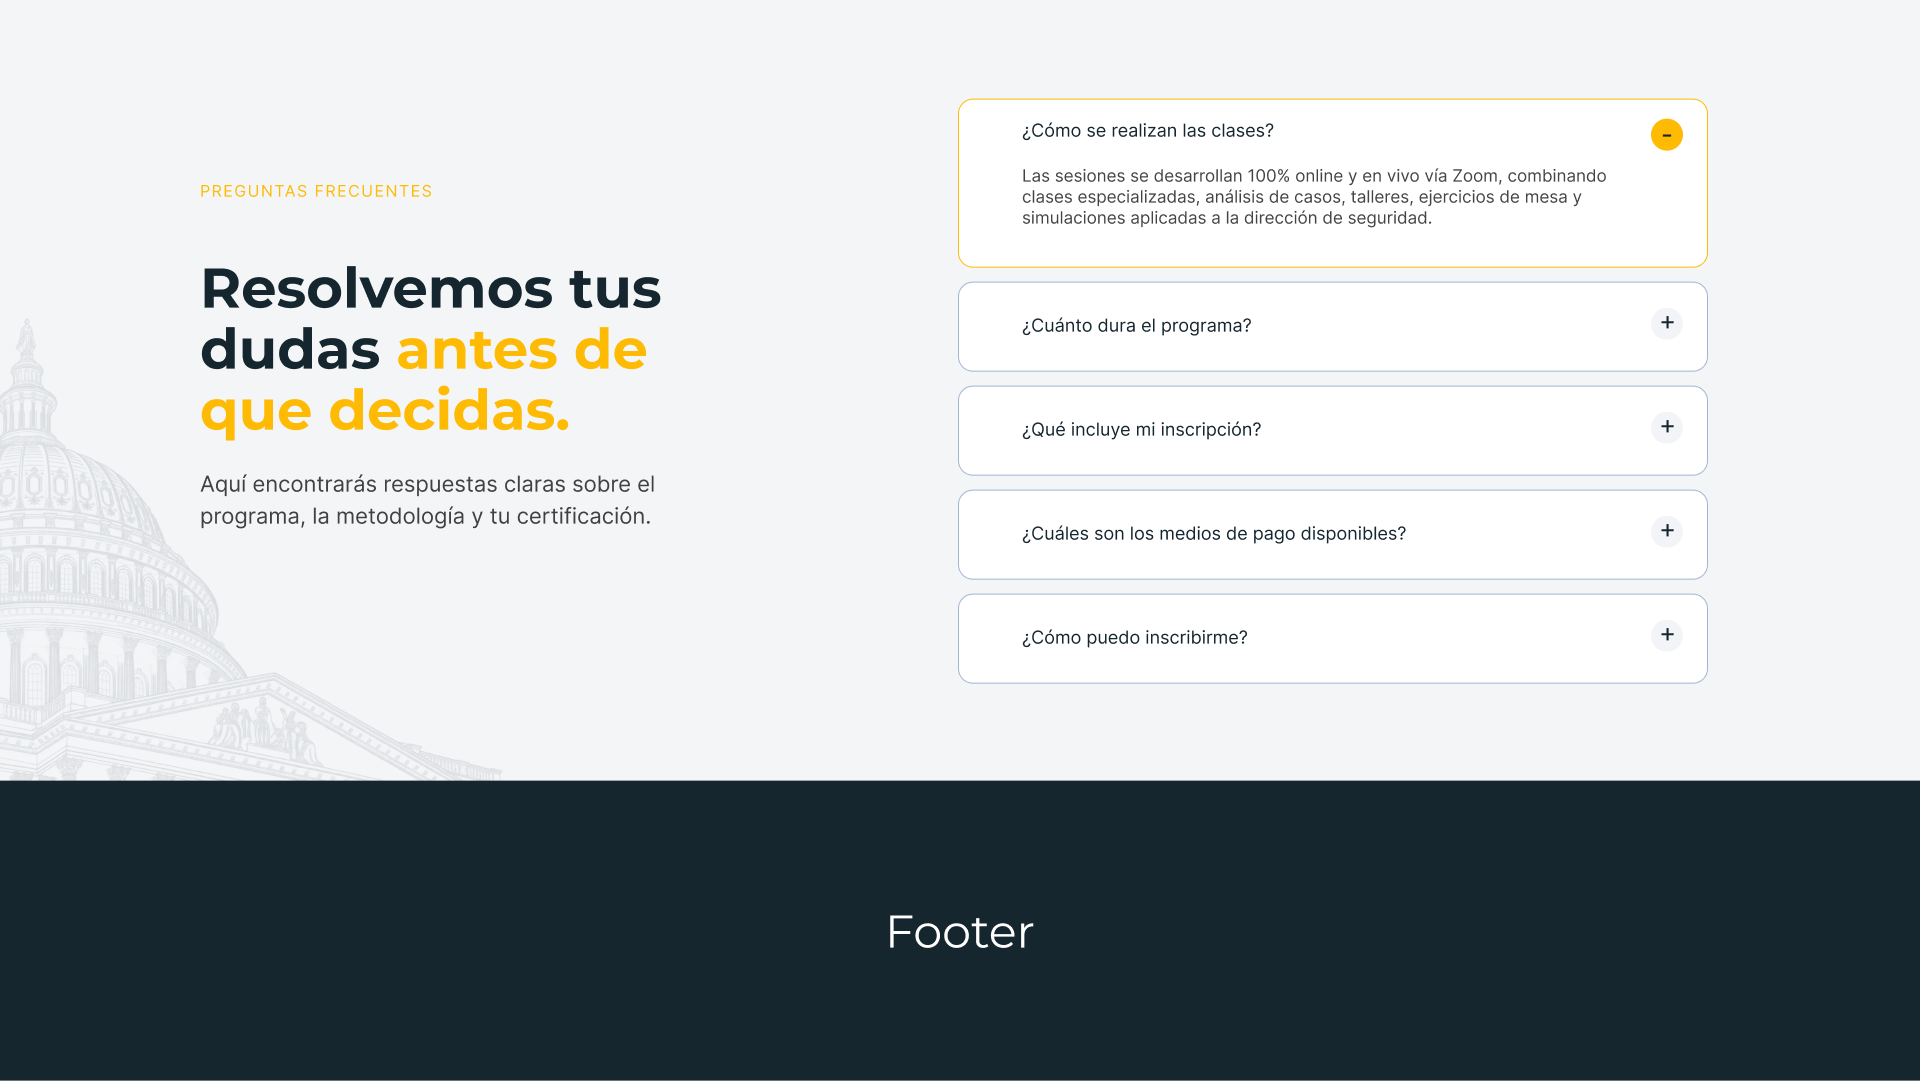 PREGUNTAS FRECUENTES
Resolvemos tus
dudas antes de
que decidas.
Aquí encontrarás respuestas claras sobre el
programa, la metodología y tu certificación.
¿Cómo se realizan las clases?
-
Las sesiones se desarrollan 100% online y en vivo vía Zoom, combinando
clases especializadas, análisis de casos, talleres, ejercicios de mesa y
simulaciones aplicadas a la dirección de seguridad.
¿Cuánto dura el programa?
+
¿Qué incluye mi inscripción?
+
¿Cuáles son los medios de pago disponibles?
+
¿Cómo puedo inscribirme?
+
Footer